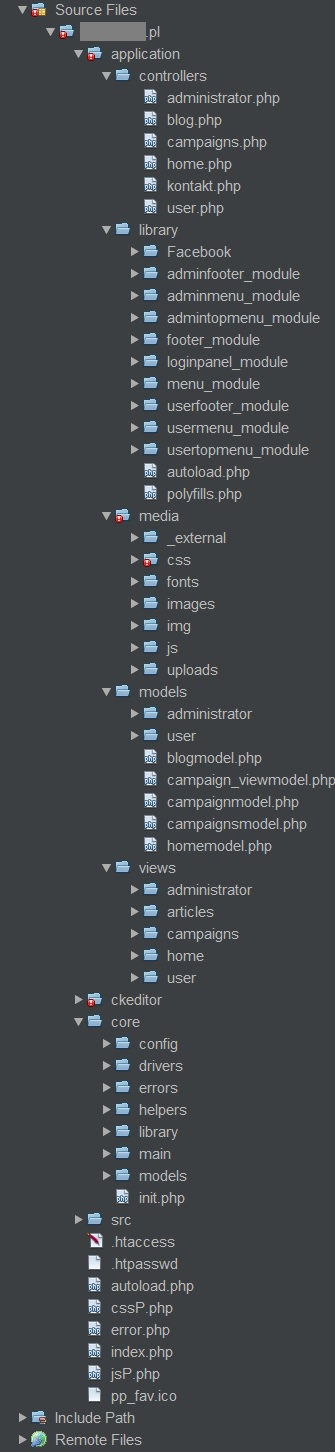 Source Files
.pl
application
controllers
administrator.php
blog.php
campaigns.php
home.php
kontakt.php
user.php
library
Facebook
adminfooter_module
adminmenu_module
admintopmenu_module
footer_module
loginpanel_module
menu_module
userfooter_module
usermenu_module
usertopmenu_module
autoload.php
polyfills.php
media
_external
css
fonts
images
img
js
uploads
models
administrator
user
blogmodel.php
campaign_viewmodel.php
campaignmodel.php
campaignsmodel.php
homemodel.php
views
administrator
articles
campaigns
home
user
ckeditor
core
config
drivers
errors
helpers
library
main
models
init.php
src
.htaccess
.htpasswd
autoload.php
cssP.php
error.php
index.php
jsP.php
pp_fav.ico
Include Path
Remote Files